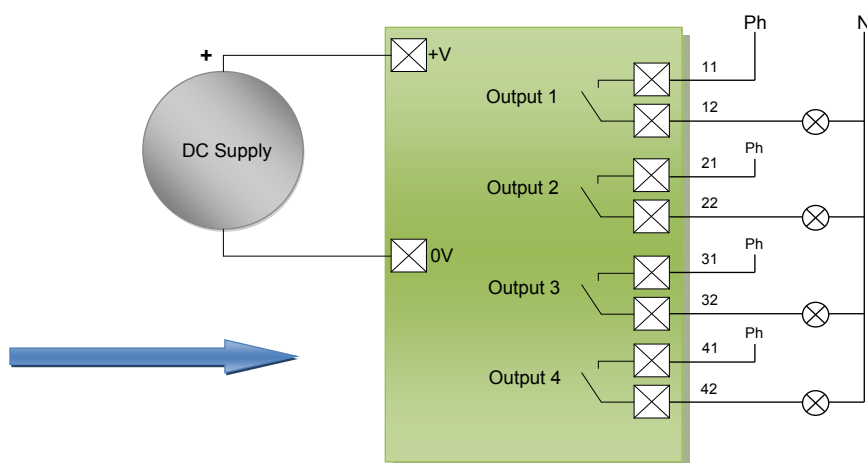 Ph
N
+
+V
DC Supply
0V
Output 1
11
12
Output 2
21
Ph
22
Output 3
31
Ph
32
Output 4
41
Ph
42